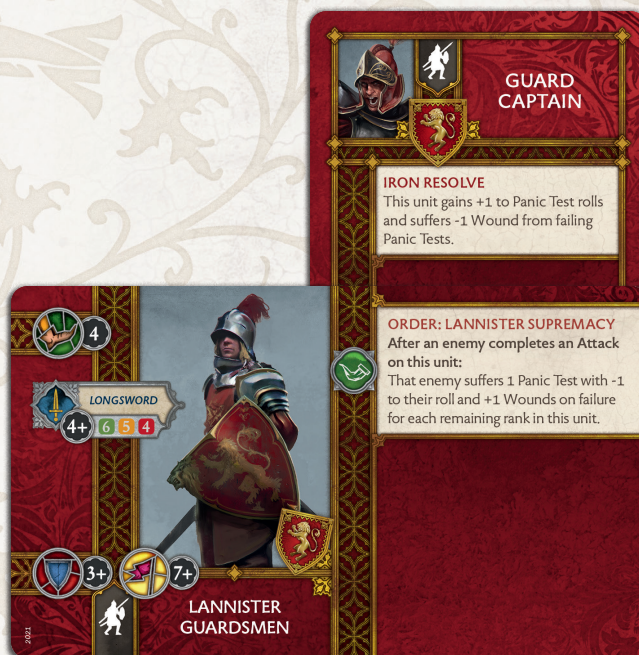 GUARD
CAPTAIN
IRON RESOLVE
This unit gains +1 to Panic Test rolls
and suffers -1 Wound from failing
Panic Tests.
4
LONGSWORD
4+ 6 5 4
ORDER: LANNISTER SUPREMACY
After an enemy completes an Attack
on this unit:
That enemy suffers 1 Panic Test with -1
to their roll and +1 Wounds on failure
for each remaining rank in this unit.
3+ 7+
LANNISTER
GUARDSMEN
2021